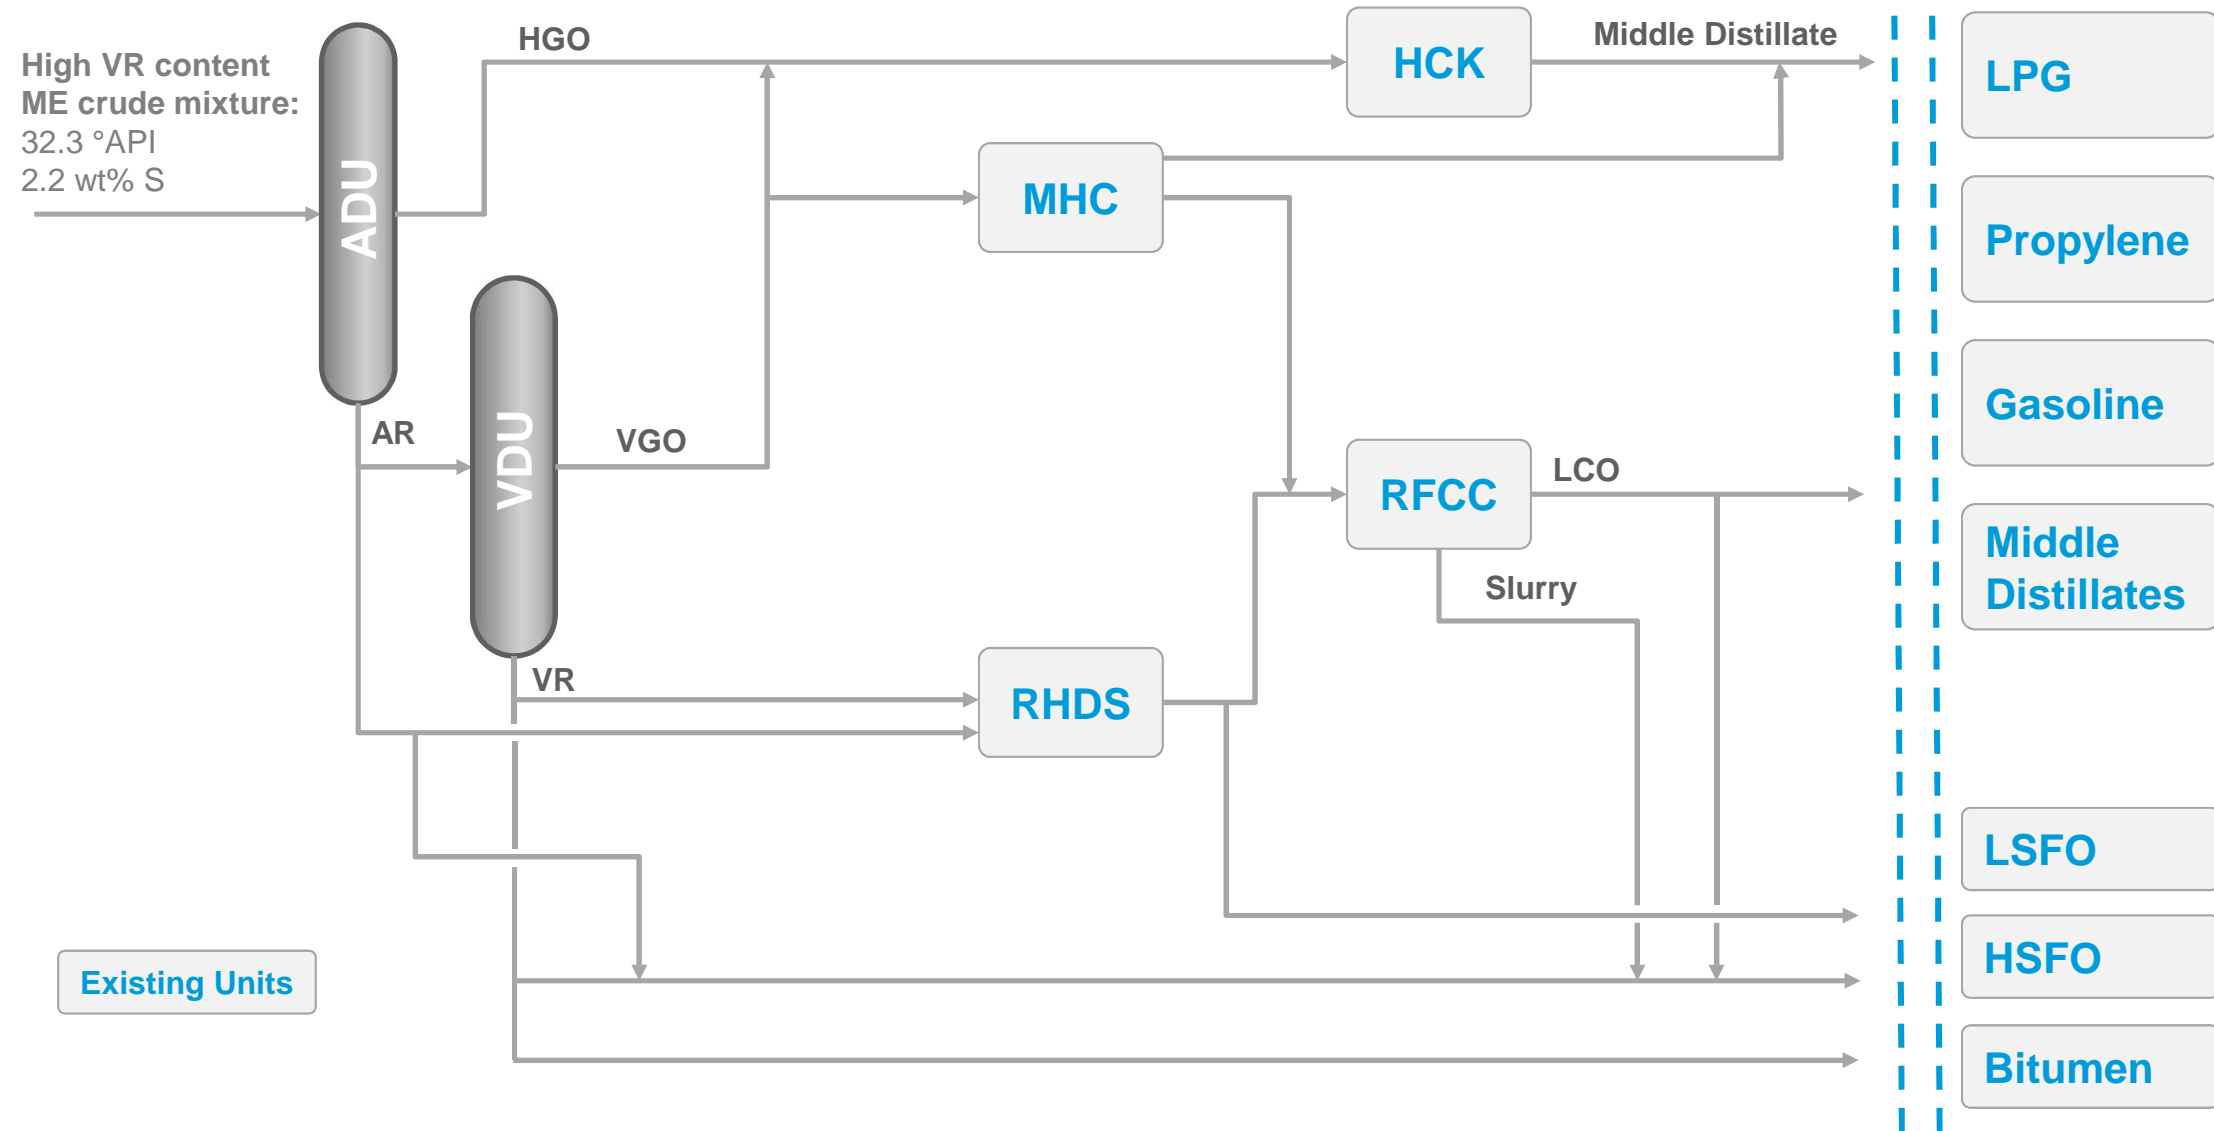 High VR content
ME crude mixture:
32.3 °API
2.2 wt% S
ADU
HGO
HCK
Middle Distillate
LPG
MHC
Propylene
AR
VDU
VGO
Gasoline
RFCC
LCO
Slurry
Middle
Distillates
VR
RHDS
LSFO
HSFO
Existing Units
Bitumen